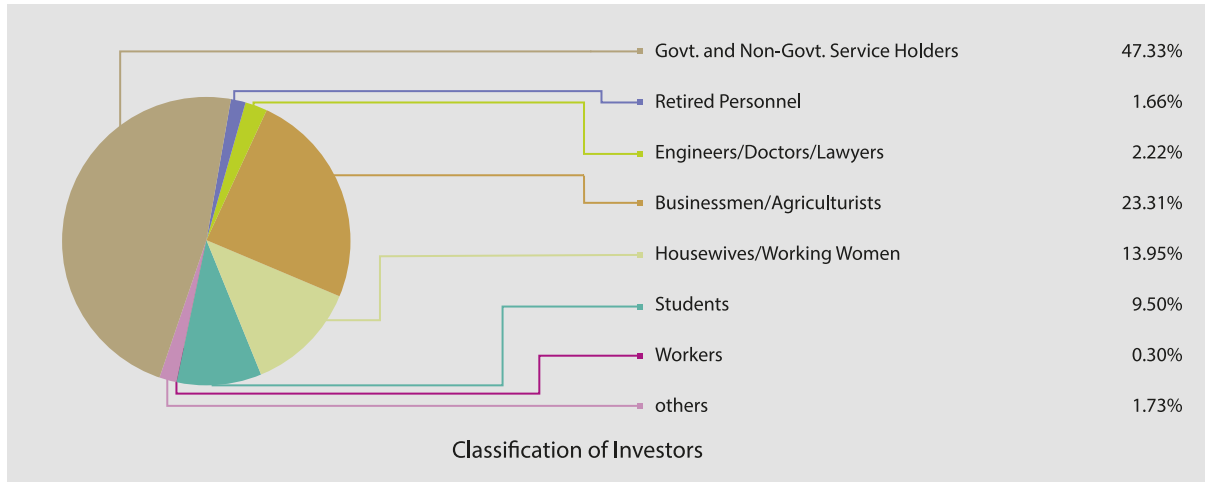 Govt. and Non-Govt. Service Holders 47.33%
Retired Personnel 1.66%
Engineers/Doctors/Lawyers 2.22%
Businessmen/Agriculturists 23.31%
Housewives/Working Women 13.95%
Students 9.50%
Workers 0.30%
others 1.73%
Classification of Investors